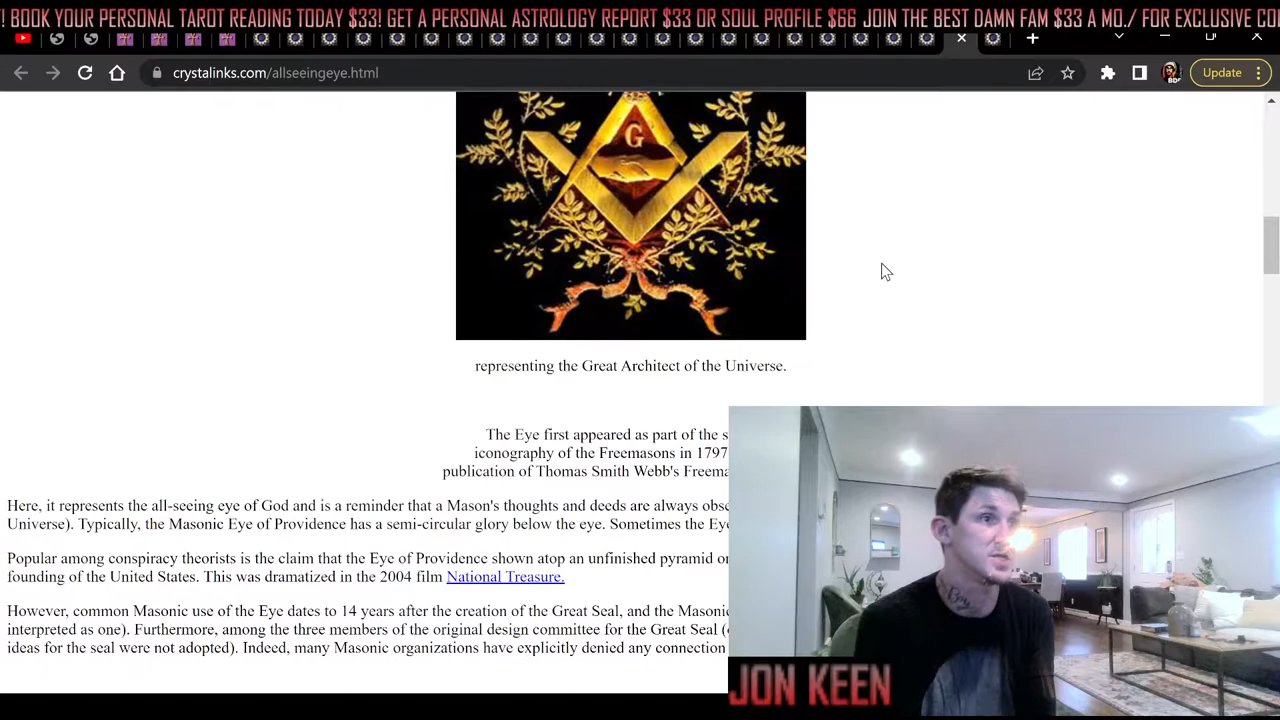 ! BOOK YOUR PERSONAL TAROT READING TODAY $33! GET A PERSONAL ASTROLOGY REPORT $33 OR SOUL PROFILE $66 JOIN THE BEST DAMN FAM $33 A MO./ FOR EXCLUSIVE
crystalinks.com/allseeingeye.html
Update
G
representing the Great Architect of the Universe.
The Eye first appeared as part of the s
iconography of the Freemasons in 1797
publication of Thomas Smith Webb's Freema
Here, it represents the all-seeing eye of God and is a reminder that a Mason's thoughts and deeds are always obse
Universe). Typically, the Masonic Eye of Providence has a semi-circular glory below the eye. Sometimes the Eye
Popular among conspiracy theorists is the claim that the Eye of Providence shown atop an unfinished pyramid on
founding of the United States. This was dramatized in the 2004 film National Treasure.
However, common Masonic use of the Eye dates to 14 years after the creation of the Great Seal, and the Masonic
interpreted as one). Furthermore, among the three members of the original design committee for the Great Seal (
ideas for the seal were not adopted). Indeed, many Masonic organizations have explicitly denied any connection
JON KEEN